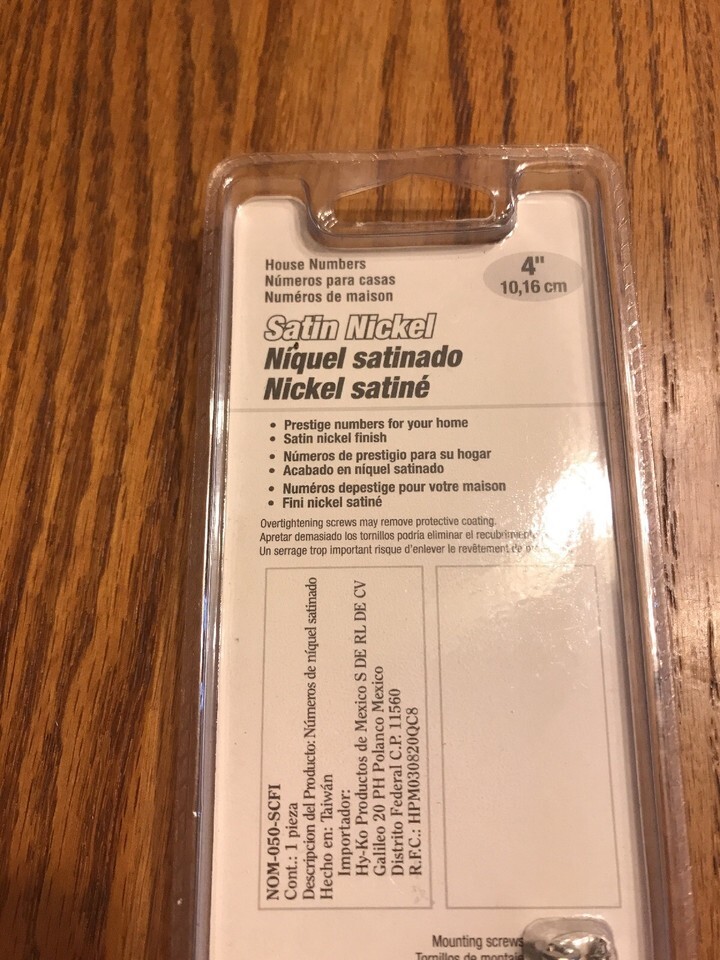 House Numbers
Números para casas
Numéros de maison
4"
10,16 cm
Satin Nickel
Níquel satinado
Nickel satiné
• Prestige numbers for your home
• Satin nickel finish
• Números de prestigio para su hogar
• Acabado en níquel satinado
• Numéros depestige pour votre maison
• Fini nickel satiné
Overtightening screws may remove protective coating.
Apretar demasiado los tornillos podría eliminar el recubrimiento
Un serrage trop important risque d'enlever le revêtement de
NOM-050-SCFI
Cont.: 1 pieza
Descripcion del Producto: Números de níquel satinado
Hecho en: Taiwán
Importador:
Hy-Ko Productos de Mexico S DE RL DE CV
Galileo 20 PH Polanco Mexico
Distrito Federal C.P. 11560
R.F.C.: HPM030820QC8
Mounting screws
Tornillos de montaje